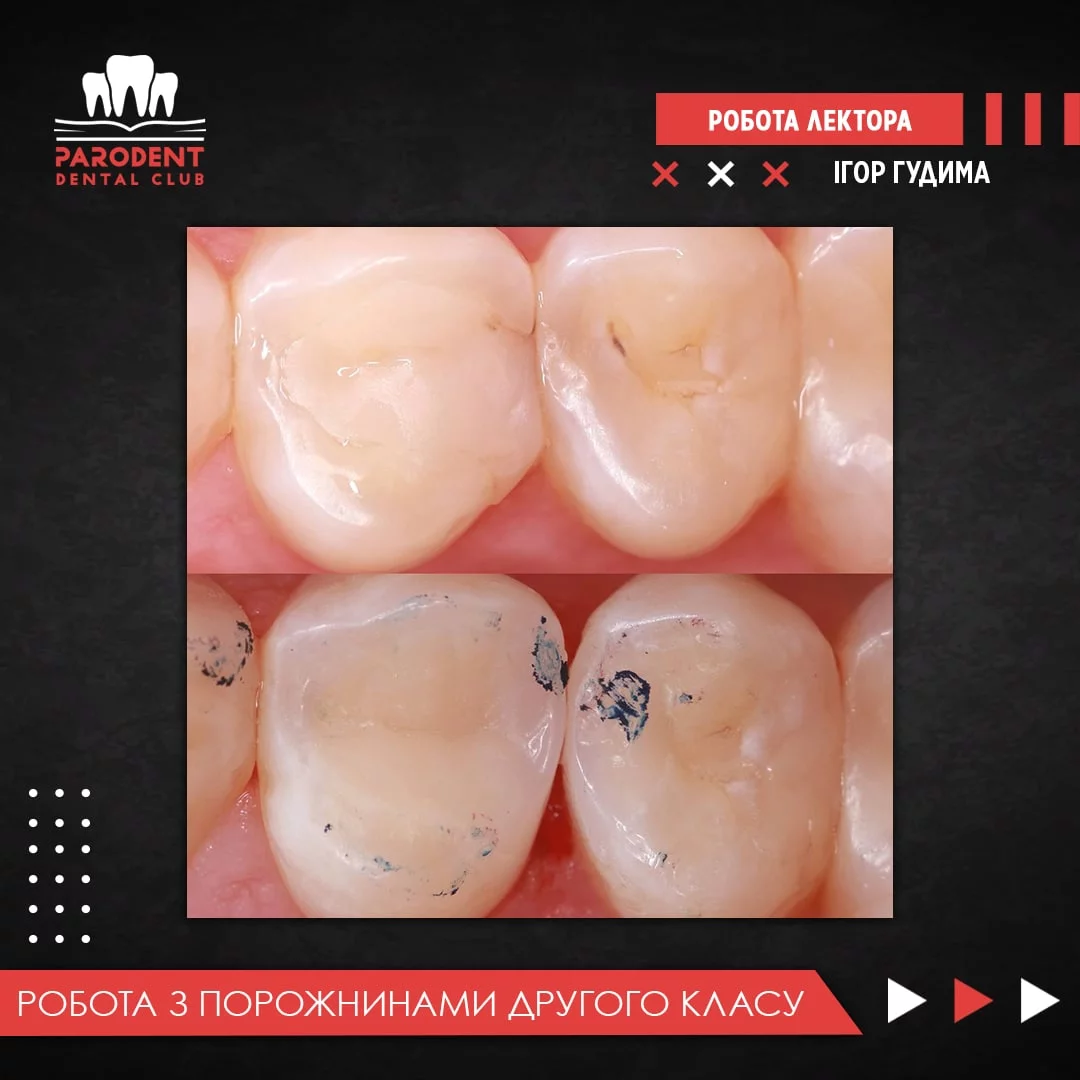 PARODENT
DENTAL CLUB
РОБОТА ЛЕКТОРА
ІГОР ГУДИМА
РОБОТА З ПОРОЖНИНАМИ ДРУГОГО КЛАСУ